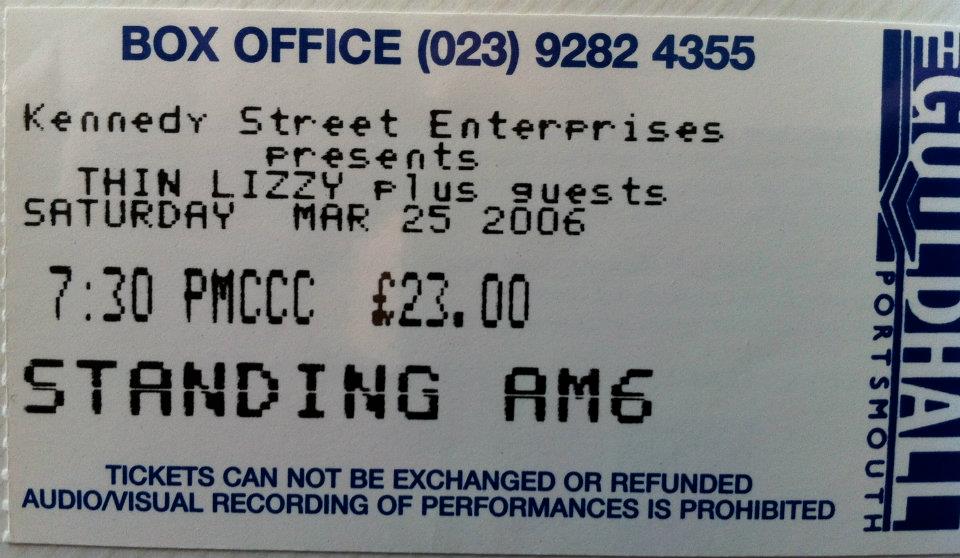 BOX OFFICE (023) 9282 4355
Kennedy Street Enterprises
presents
THIN LIZZY plus guests
SATURDAY MAR 25 2006
7:30 PMCCC £23.00
STANDING AM6
TICKETS CAN NOT BE EXCHANGED OR REFUNDED
AUDIO/VISUAL RECORDING OF PERFORMANCES IS PROHIBITED
THE GUILDHALL
PORTSMOUTH